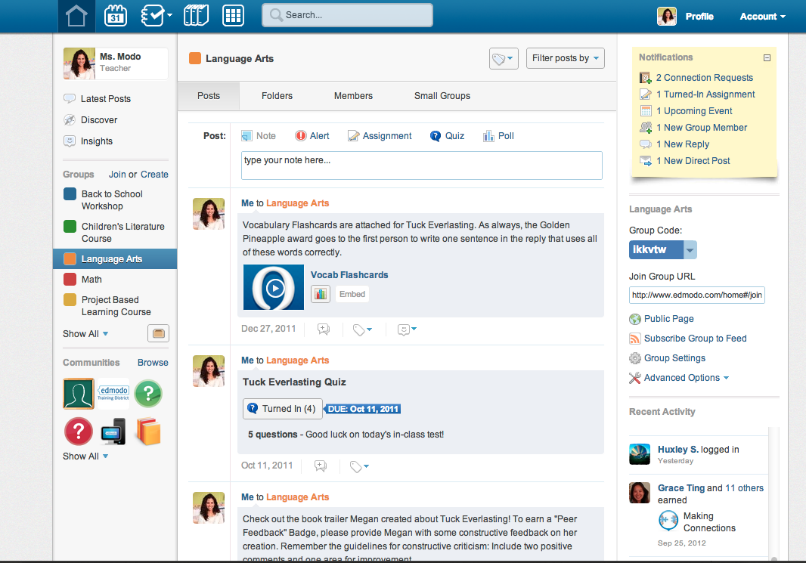 31
Search...
Profile
Account
Ms. Modo
Teacher
Latest Posts
Discover
Insights
Groups
Join or Create
Back to School
Workshop
Children's Literature
Course
Language Arts
Math
Project Based
Learning Course
Show All
Communities
Browse
edmodo
Show All
Language Arts
Filter posts by
Posts
Folders
Members
Small Groups
Post:
Note
Alert
Assignment
Quiz
Poll
type your note here...
Me to Language Arts
Vocabulary Flashcards are attached for Tuck Everlasting. As always, the Golden
Pineapple award goes to the first person to write one sentence in the reply that uses all
of these words correctly.
Vocab Flashcards
Embed
Dec 27, 2011
Me to Language Arts
Tuck Everlasting Quiz
Turned In (4)
DUE: Oct 11, 2011
5 questions - Good luck on today's in-class test!
Oct 11, 2011
Me to Language Arts
Check out the book trailer Megan created about Tuck Everlasting! To earn a "Peer
Feedback" Badge, please provide Megan with some constructive feedback on her
creation. Remember the guidelines for constructive criticism: Include two positive
comments and one area for improvement.
Notifications
2 Connection Requests
1 Turned-In Assignment
1 Upcoming Event
1 New Group Member
1 New Reply
1 New Direct Post
Language Arts
Group Code:
lkkvtw
Join Group URL
http://www.edmodo.com/home#/join
Public Page
Subscribe Group to Feed
Group Settings
Advanced Options
Recent Activity
Huxley S. logged in
Yesterday
Grace Ting and 11 others
earned
Making
Connections
Sep 25, 2012